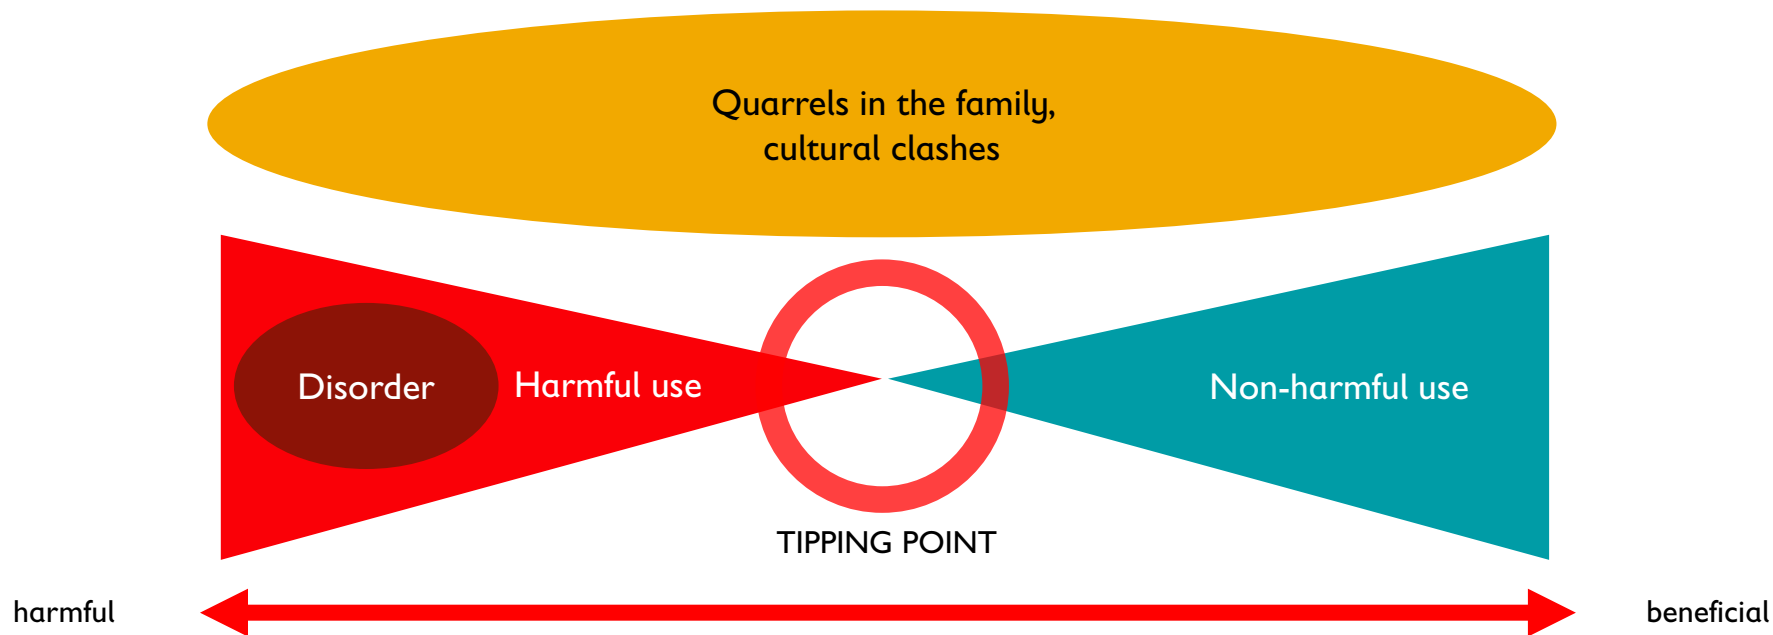 Quarrels in the family,
cultural clashes
Disorder
Harmful use
Non-harmful use
TIPPING POINT
harmful
beneficial